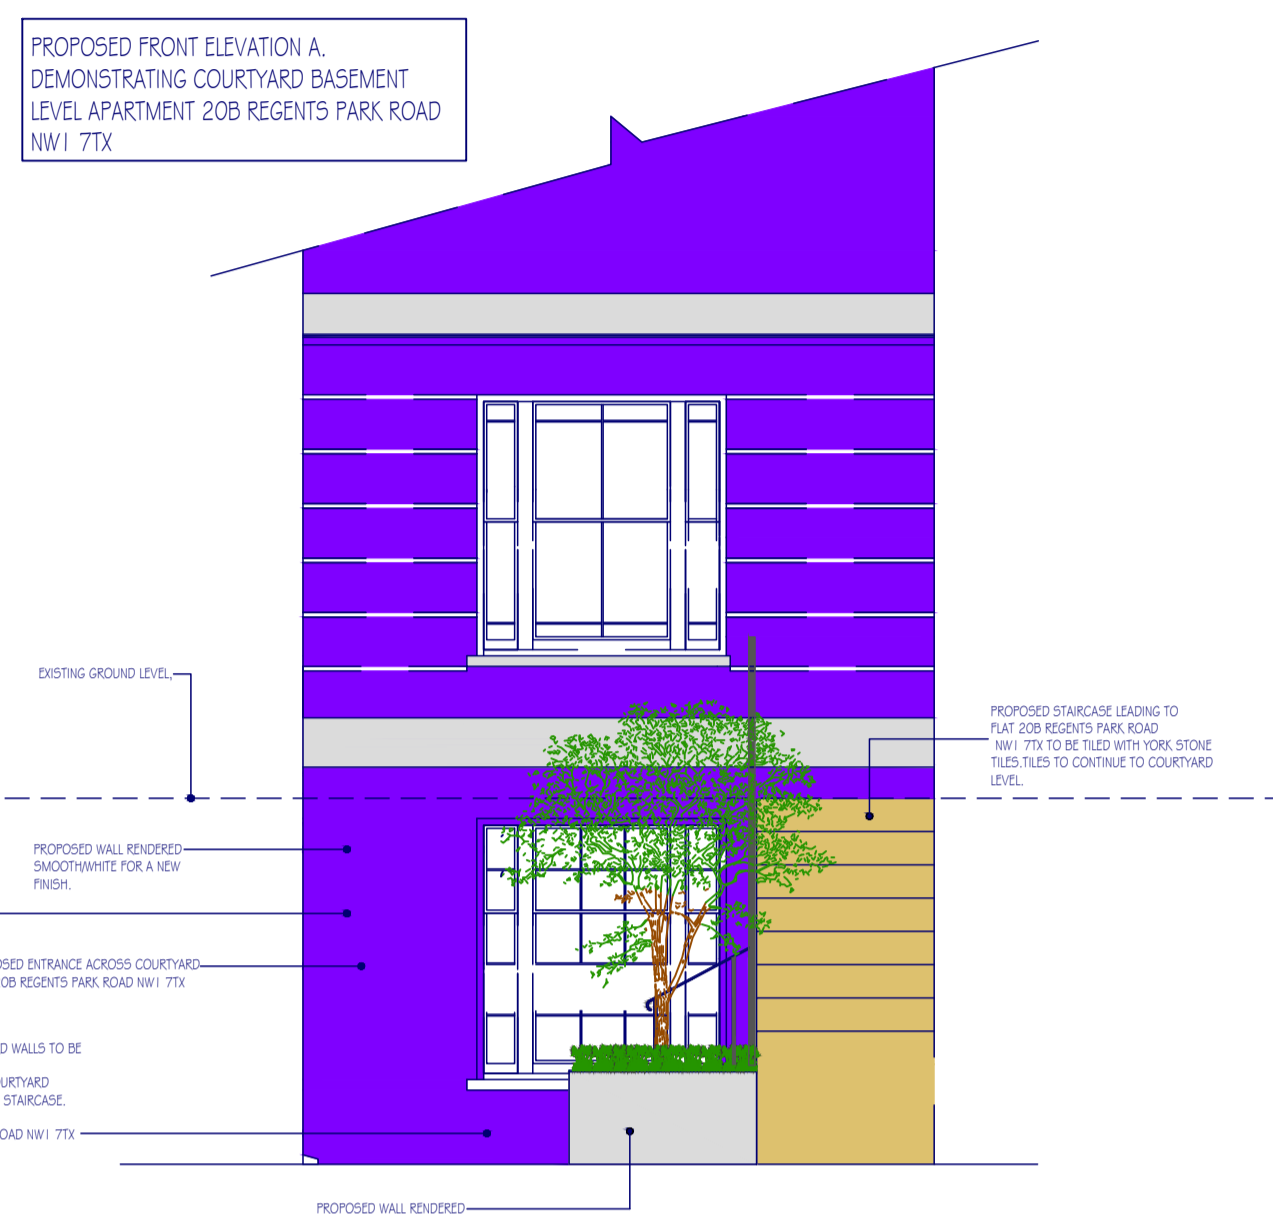 PROPOSED FRONT ELEVATION A.
DEMONSTRATING COURTYARD BASEMENT
LEVEL APARTMENT 20B REGENTS PARK ROAD
NW1 7TX
EXISTING GROUND LEVEL,
PROPOSED STAIRCASE LEADING TO
FLAT 20B REGENTS PARK ROAD
NW1 7TX TO BE TILED WITH YORK STONE
TILES.TILES TO CONTINUE TO COURTYARD
LEVEL.
PROPOSED WALL RENDERED
SMOOTH/WHITE FOR A NEW
FINISH.
OSED ENTRANCE ACROSS COURTYARD
0B REGENTS PARK ROAD NW1 7TX
D WALLS TO BE
OURTYARD
STAIRCASE.
OAD NW1 7TX
PROPOSED WALL RENDERED